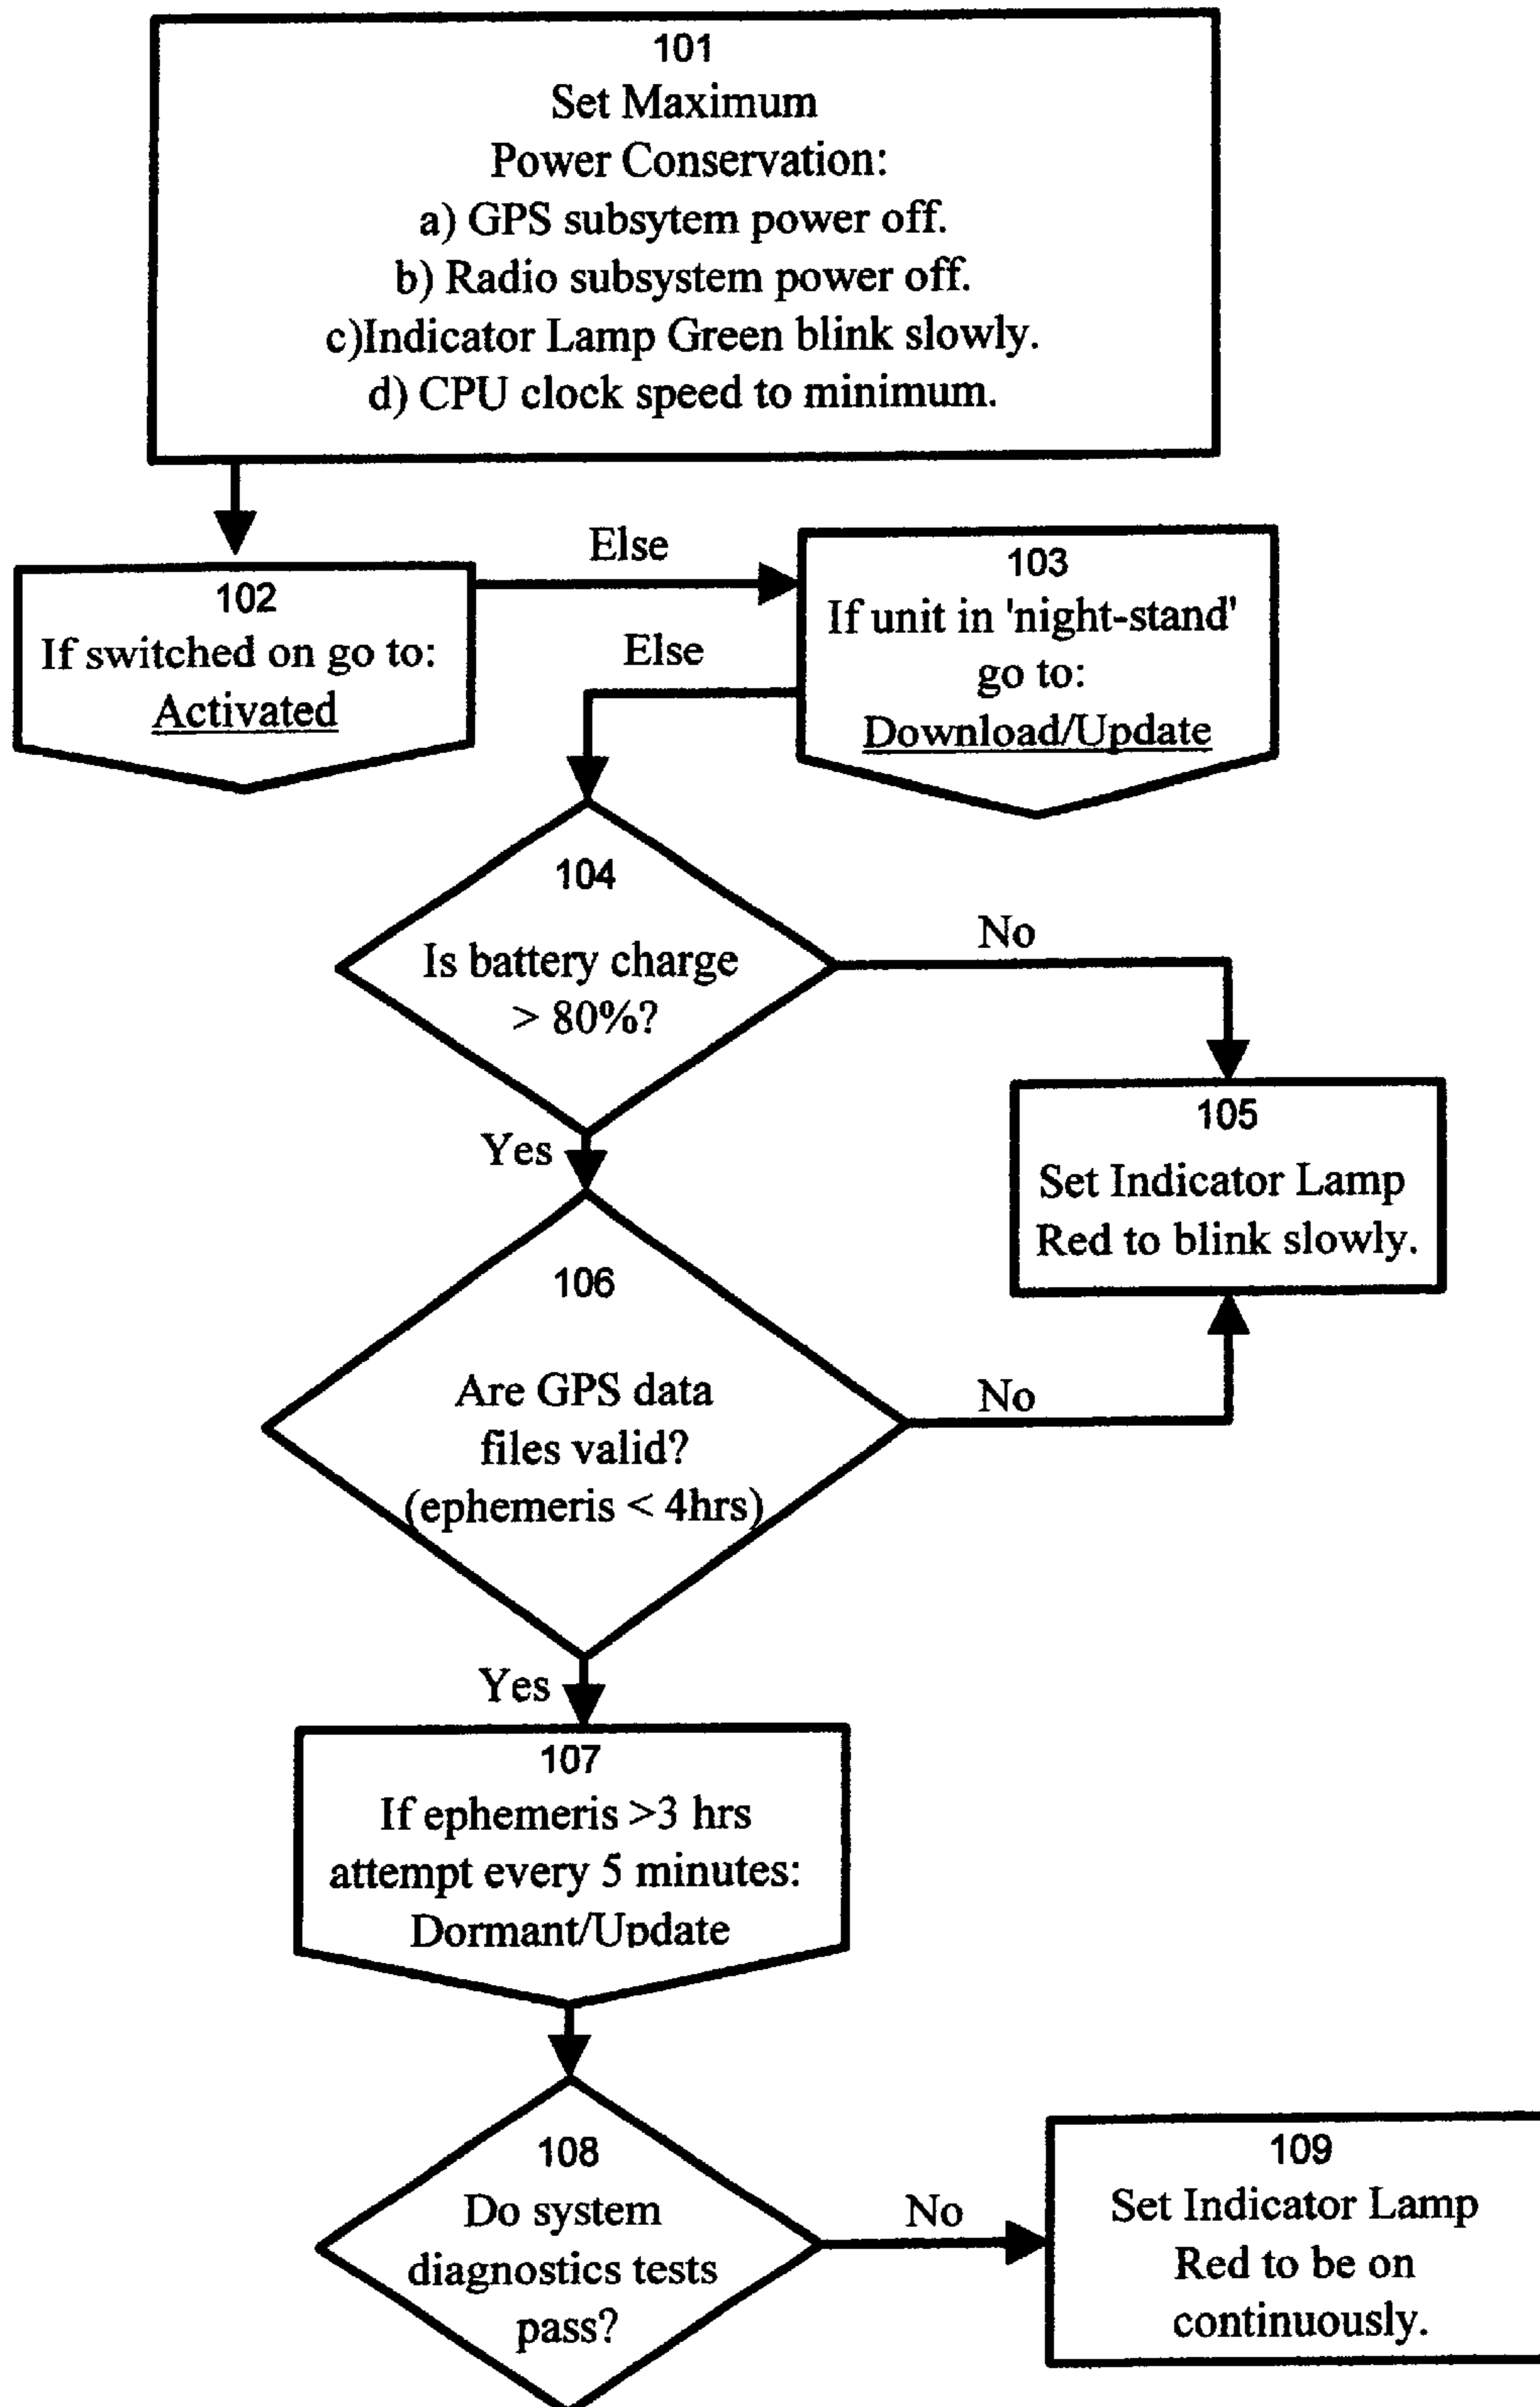 101
Set Maximum
Power Conservation:
a) GPS subsytem power off.
b) Radio subsystem power off.
c)Indicator Lamp Green blink slowly.
d) CPU clock speed to minimum.
102
If switched on go to:
Activated
Else
103
If unit in 'night-stand'
go to:
Download/Update
Else
104
Is battery charge
> 80%?
No
Yes
105
Set Indicator Lamp
Red to blink slowly.
106
Are GPS data
files valid?
(ephemeris < 4hrs)
No
Yes
107
If ephemeris >3 hrs
attempt every 5 minutes:
Dormant/Update
108
Do system
diagnostics tests
pass?
No
109
Set Indicator Lamp
Red to be on
continuously.